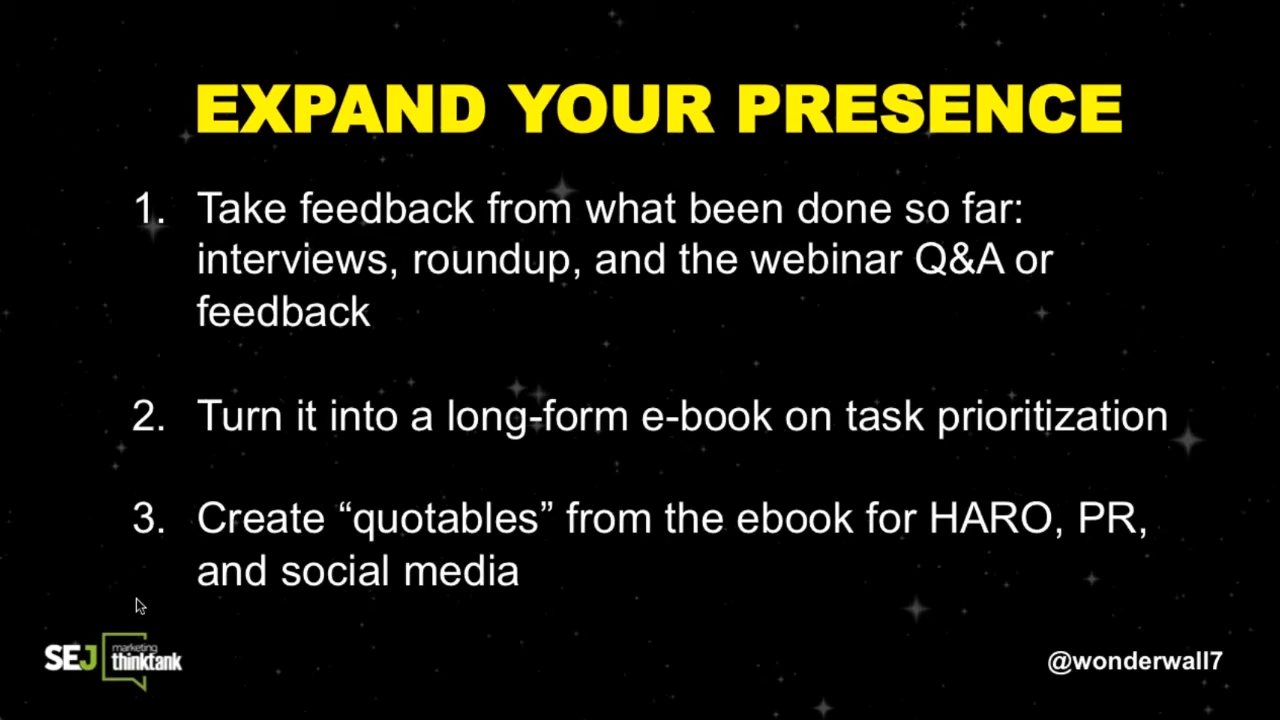 EXPAND YOUR PRESENCE
1. Take feedback from what been done so far:
interviews, roundup, and the webinar Q&A or
feedback
2. Turn it into a long-form e-book on task prioritization
3. Create “quotables” from the ebook for HARO, PR,
and social media
SEJ marketing
thinktank
@wonderwall7